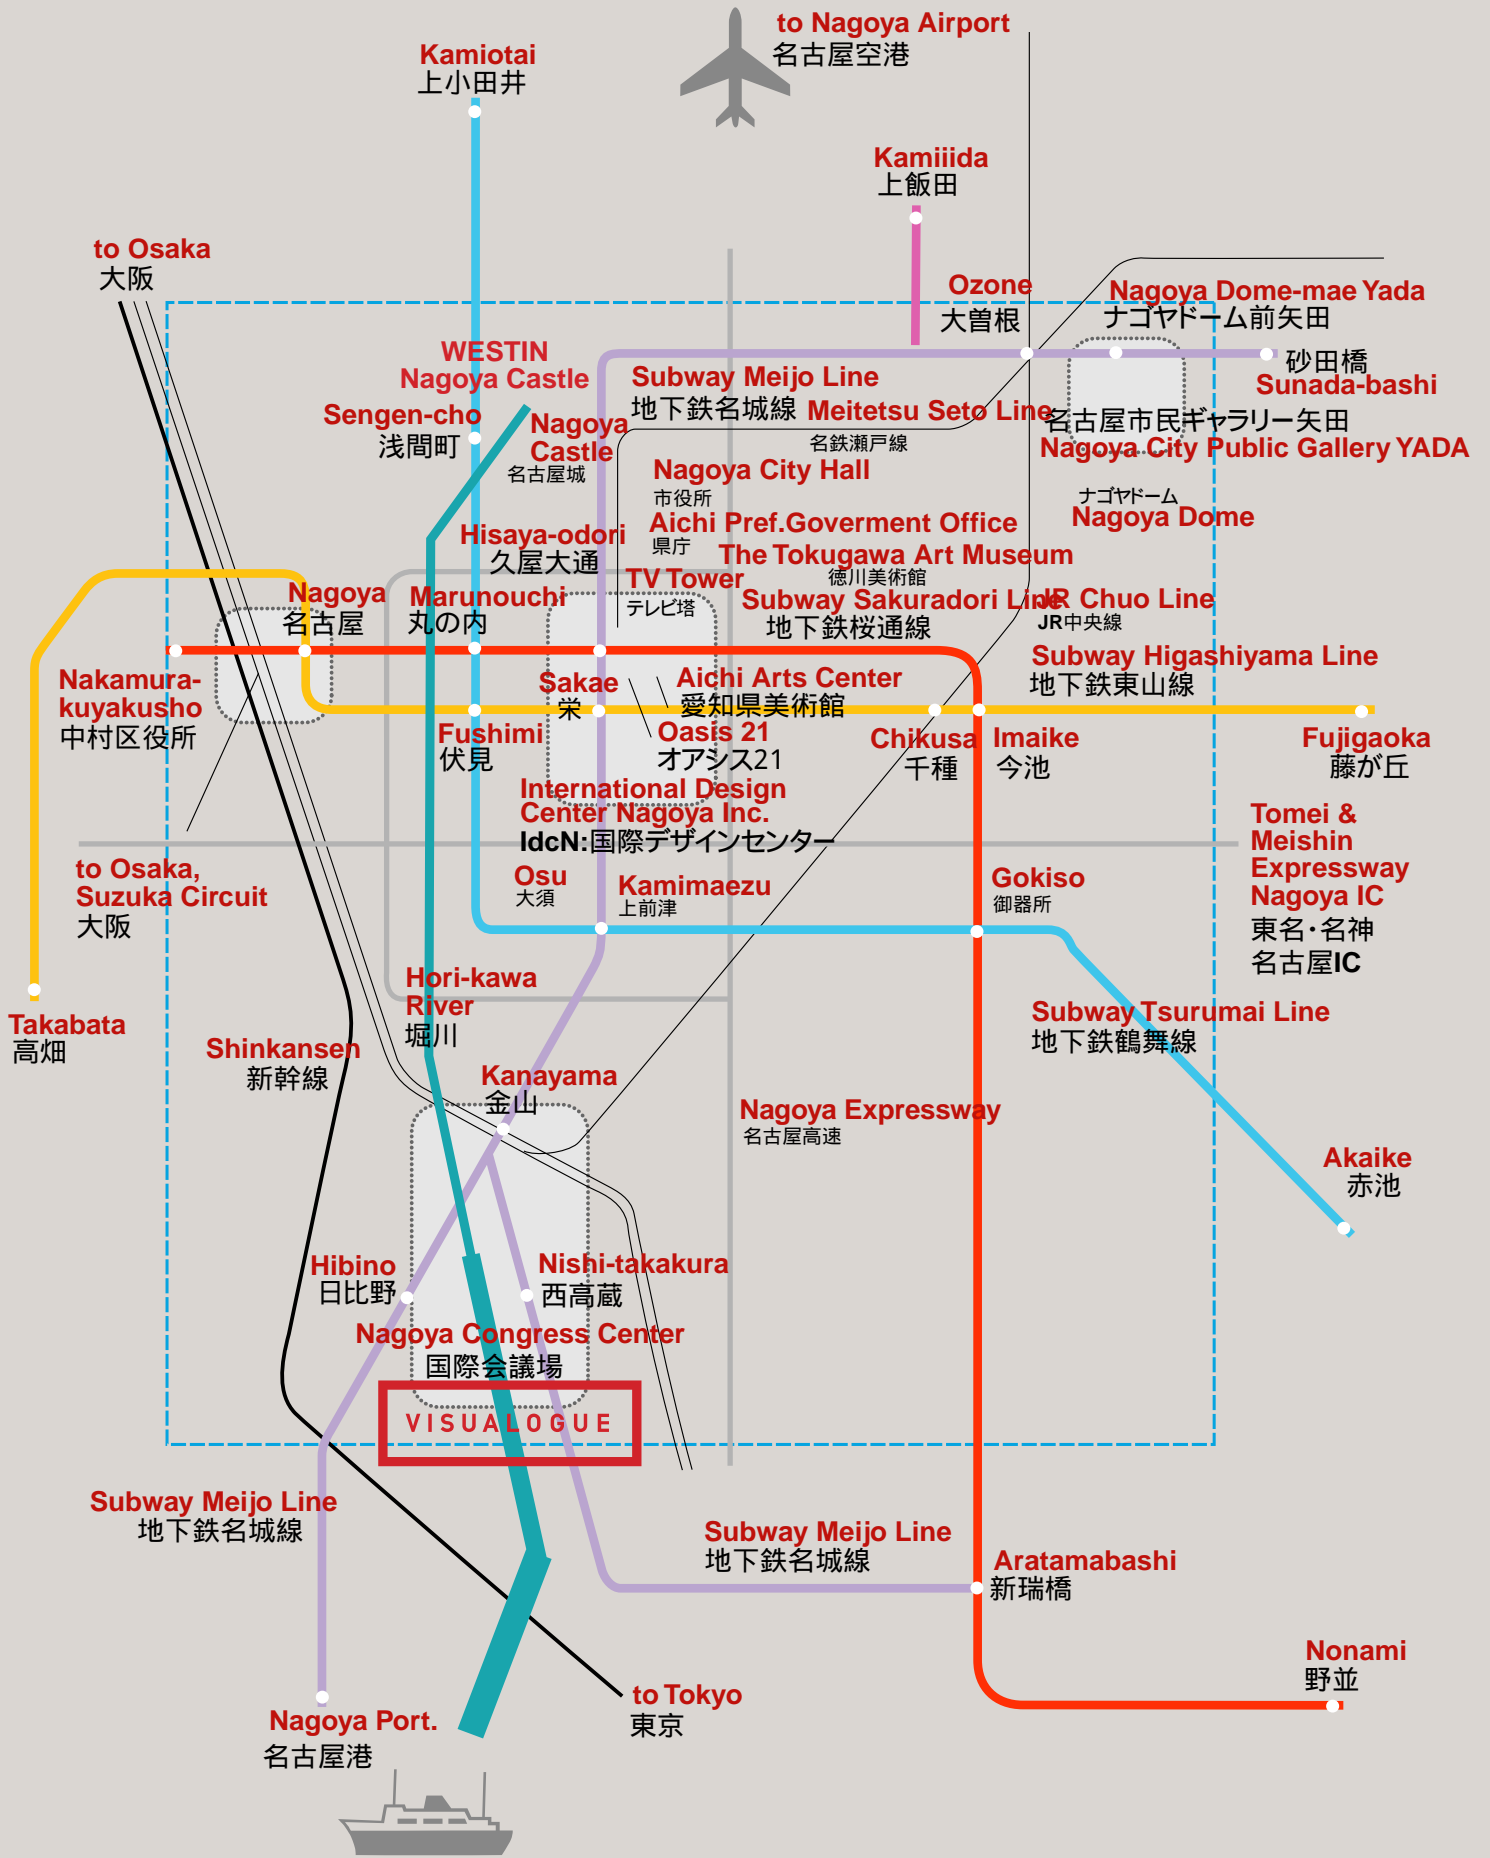 to Nagoya Airport
名古屋空港
Kamiotai
上小田井
Kamiiida
上飯田
to Osaka
大阪
Ozone
大曽根
Nagoya Dome-mae Yada
ナゴヤドーム前矢田
WESTIN
Nagoya Castle
Subway Meijo Line
地下鉄名城線
砂田橋
Sunada-bashi
Sengen-cho
浅間町
Nagoya
Castle
名古屋城
Meitetsu Seto Line
名鉄瀬戸線
名古屋市民ギャラリー矢田
Nagoya City Public Gallery YADA
Nagoya City Hall
市役所
ナゴヤドーム
Nagoya Dome
Hisaya-odori
久屋大通
Aichi Pref.Goverment Office
県庁
The Tokugawa Art Museum
徳川美術館
Nagoya
名古屋
Marunouchi
丸の内
TV Tower
テレビ塔
Subway Sakuradori Line
地下鉄桜通線
JR Chuo Line
JR中央線
Nakamura-
kuyakusho
中村区役所
Sakae
栄
Aichi Arts Center
愛知県美術館
Subway Higashiyama Line
地下鉄東山線
Fushimi
伏見
Oasis 21
オアシス21
Chikusa
千種
Imaike
今池
Fujigaoka
藤が丘
International Design
Center Nagoya Inc.
IdcN:国際デザインセンター
Tomei &
Meishin
Expressway
Nagoya IC
東名・名神
名古屋IC
to Osaka,
Suzuka Circuit
大阪
Osu
大須
Kamimaezu
上前津
Gokiso
御器所
Hori-kawa
River
堀川
Takabata
高畑
Shinkansen
新幹線
Subway Tsurumai Line
地下鉄鶴舞線
Kanayama
金山
Nagoya Expressway
名古屋高速
Akaike
赤池
Hibino
日比野
Nishi-takakura
西高蔵
Nagoya Congress Center
国際会議場
VISUALOGUE
Subway Meijo Line
地下鉄名城線
Subway Meijo Line
地下鉄名城線
Aratamabashi
新瑞橋
Nonami
野並
to Tokyo
東京
Nagoya Port.
名古屋港